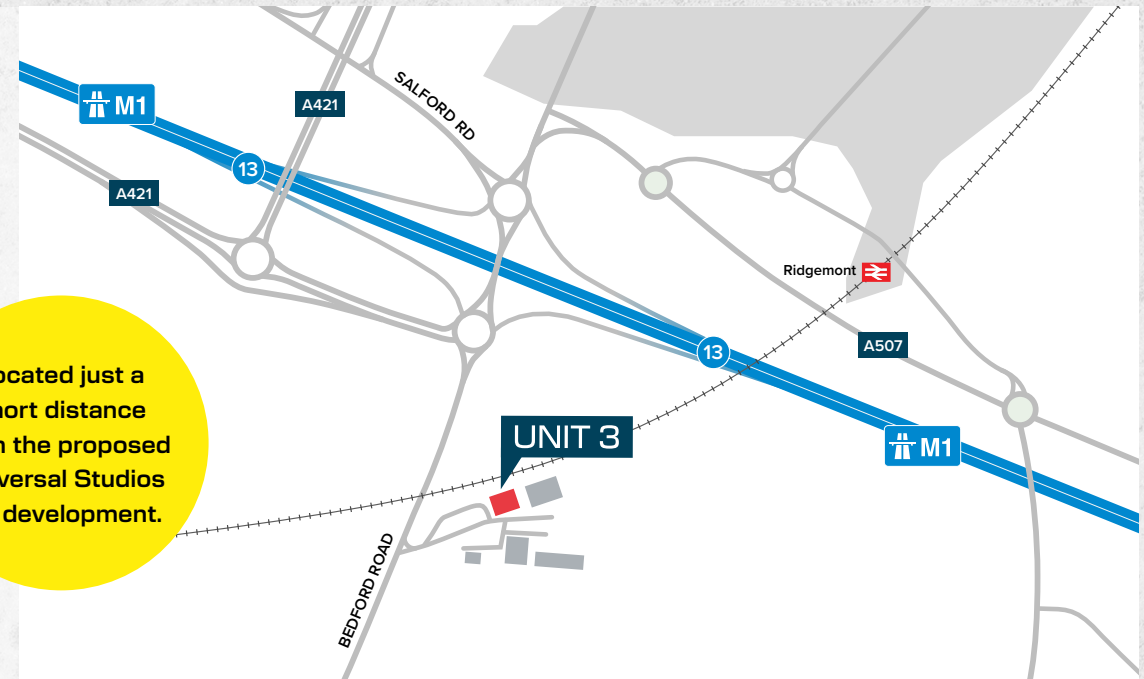 M1
A421
SALFORD RD
13
A421
Ridgemont
A507
13
M1
ocated just a
hort distance
the proposed
versal Studios
development.
UNIT 3
BEDFORD ROAD